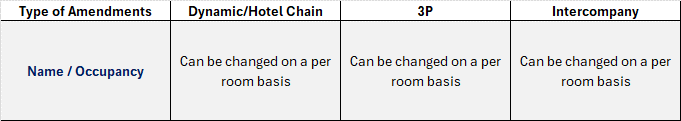 Type of Amendments Dynamic/Hotel Chain 3P Intercompany
Name / Occupancy
Can be changed on a per
room basis
Can be changed on a per
room basis
Can be changed on a per
room basis